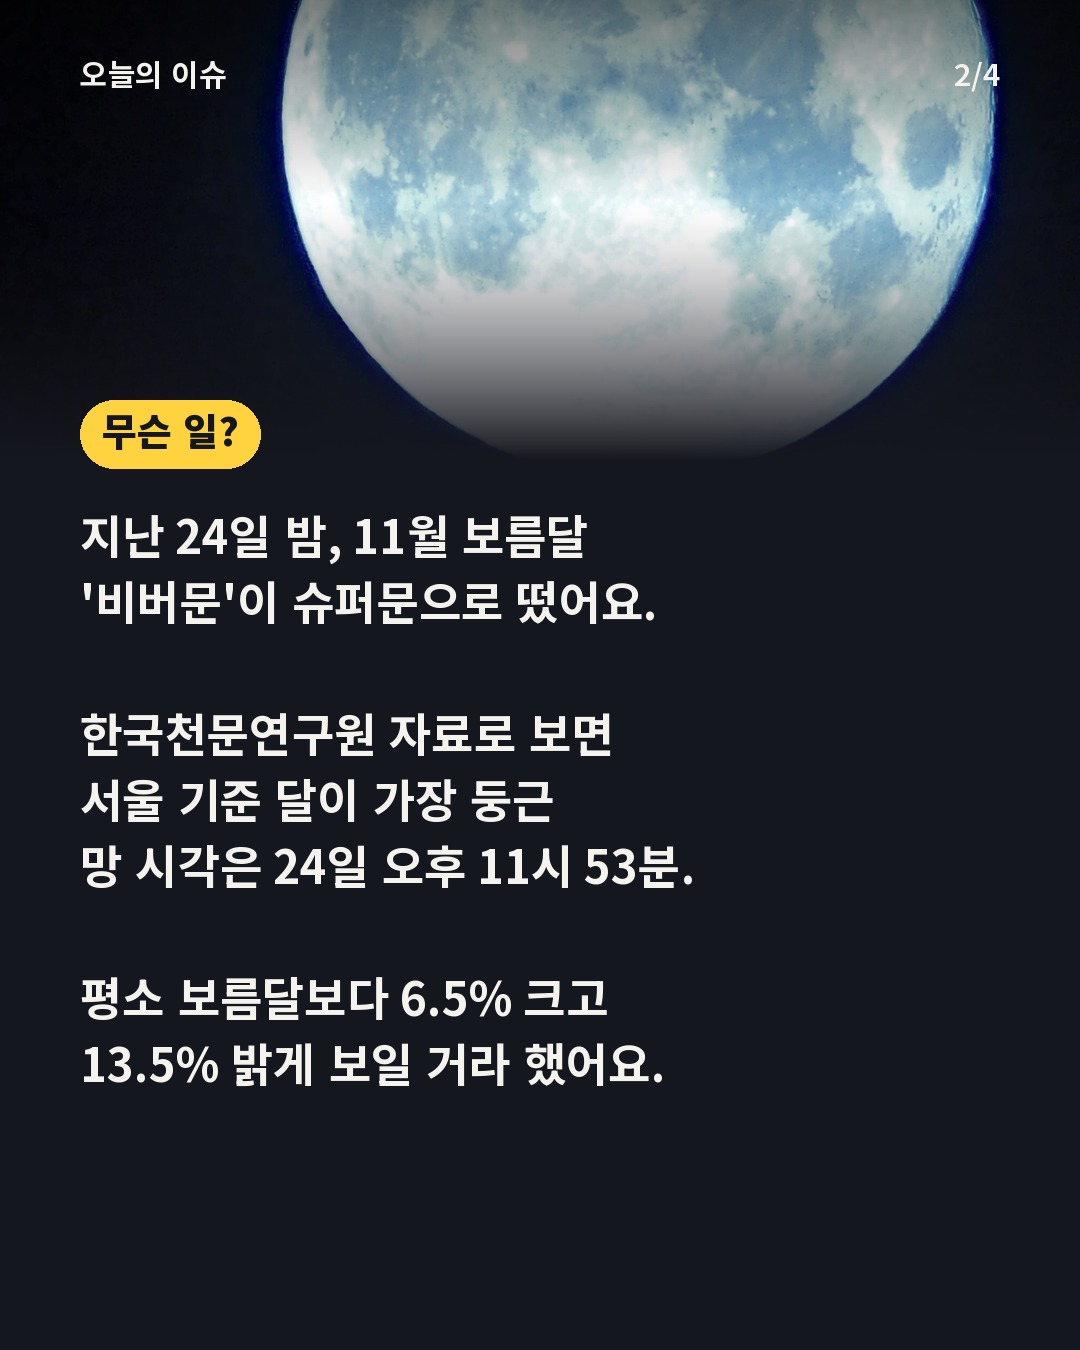 오늘의 이슈
2/4
무슨 일?
지난 24일 밤, 11월 보름달
'비버문'이 슈퍼문으로 떴어요.
한국천문연구원 자료로 보면
서울 기준 달이 가장 둥근
망 시각은 24일 오후 11시 53분.
평소 보름달보다 6.5% 크고
13.5% 밝게 보일 거라 했어요.